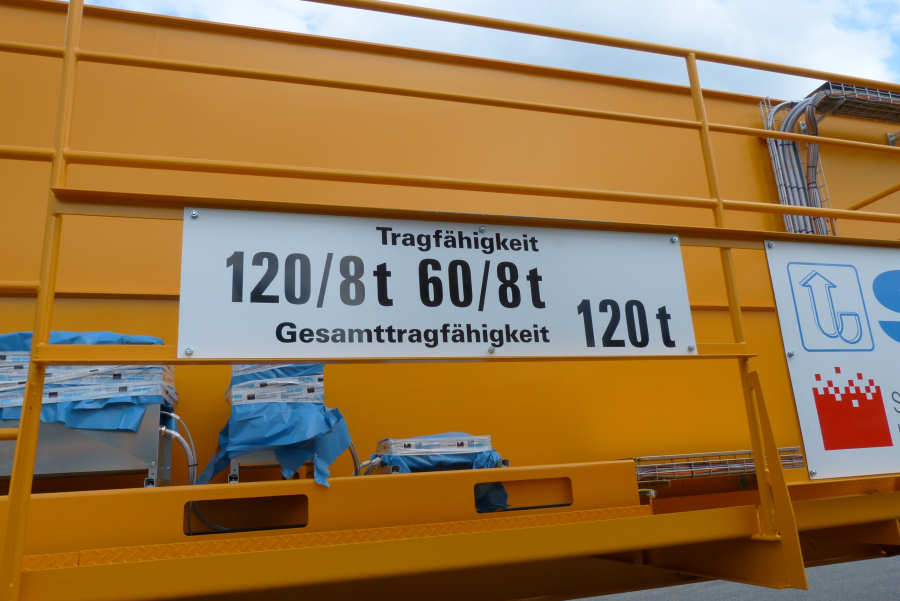 Tragfähigkeit
120/8t 60/8t
Gesamttragfähigkeit 120t
S